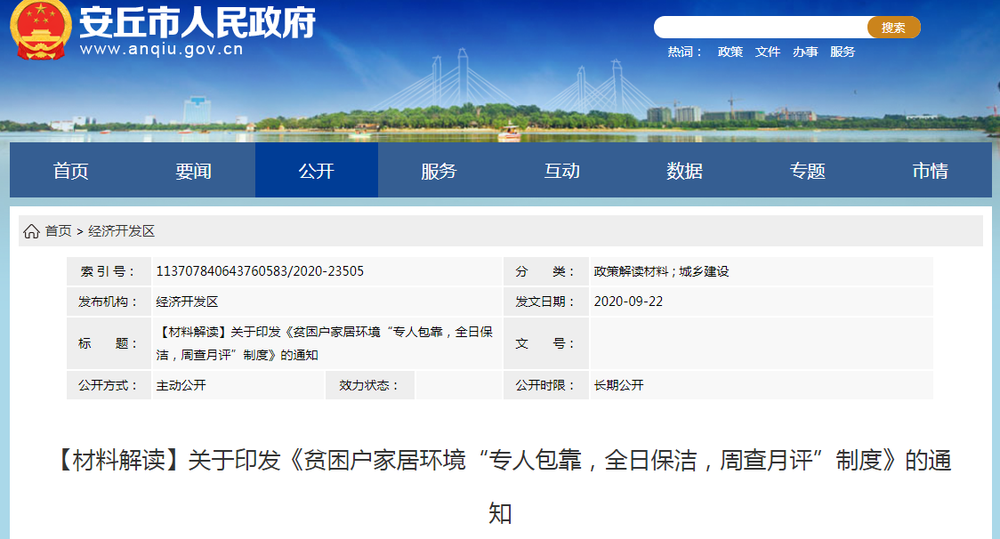 安丘市人民政府
www.anqiu.gov.cn
搜索
热词： 政策 文件 办事 服务
首页 要闻 公开 服务 互动 数据 专题 市情
首页 > 经济开发区
索 引 号： 113707840643760583/2020-23505 分 类： 政策解读材料 ; 城乡建设
发布机构： 经济开发区 发文日期： 2020-09-22
标 题： 【材料解读】关于印发《贫困户家居环境“专人包靠，全日保
洁，周查月评”制度》的通知
文 号：
公开方式： 主动公开 效力状态： 公开时限： 长期公开
【材料解读】关于印发《贫困户家居环境“专人包靠，全日保洁，周查月评”制度》的通
知